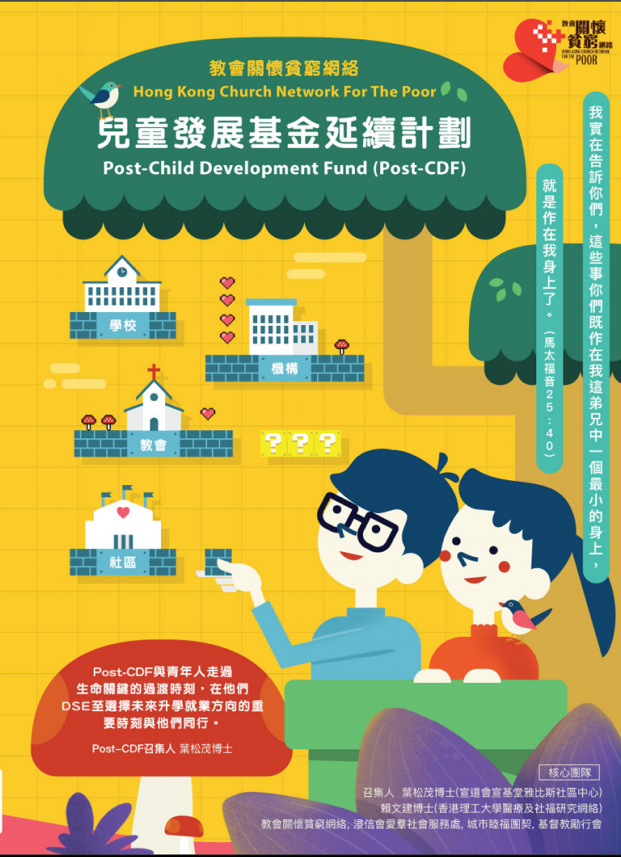 教會關懷貧窮網絡
HONG KONG CHURCH NETWORK
FOR THE POOR
教會關懷貧窮網絡
Hong Kong Church Network For The Poor
兒童發展基金延續計劃
Post-Child Development Fund (Post-CDF)
我實在告訴你們，這些事你們既作在我這弟兄中一個最小的身上，
就是作在我身上了。（馬太福音25:40）
學校
機構
教會
???
社區
Post-CDF與青年人走過
生命關鍵的過渡時刻，在他們
DSE至選擇未來升學就業方向的重
要時刻與他們同行。
Post-CDF召集人 葉松茂博士
核心團隊
召集人 葉松茂博士(宣道會宣基堂雅比斯社區中心)
賴文建博士(香港理工大學醫療及社福研究網絡)
教會關懷貧窮網絡, 浸信會愛羣社會服務處, 城市睦福團契, 基督教勵行會